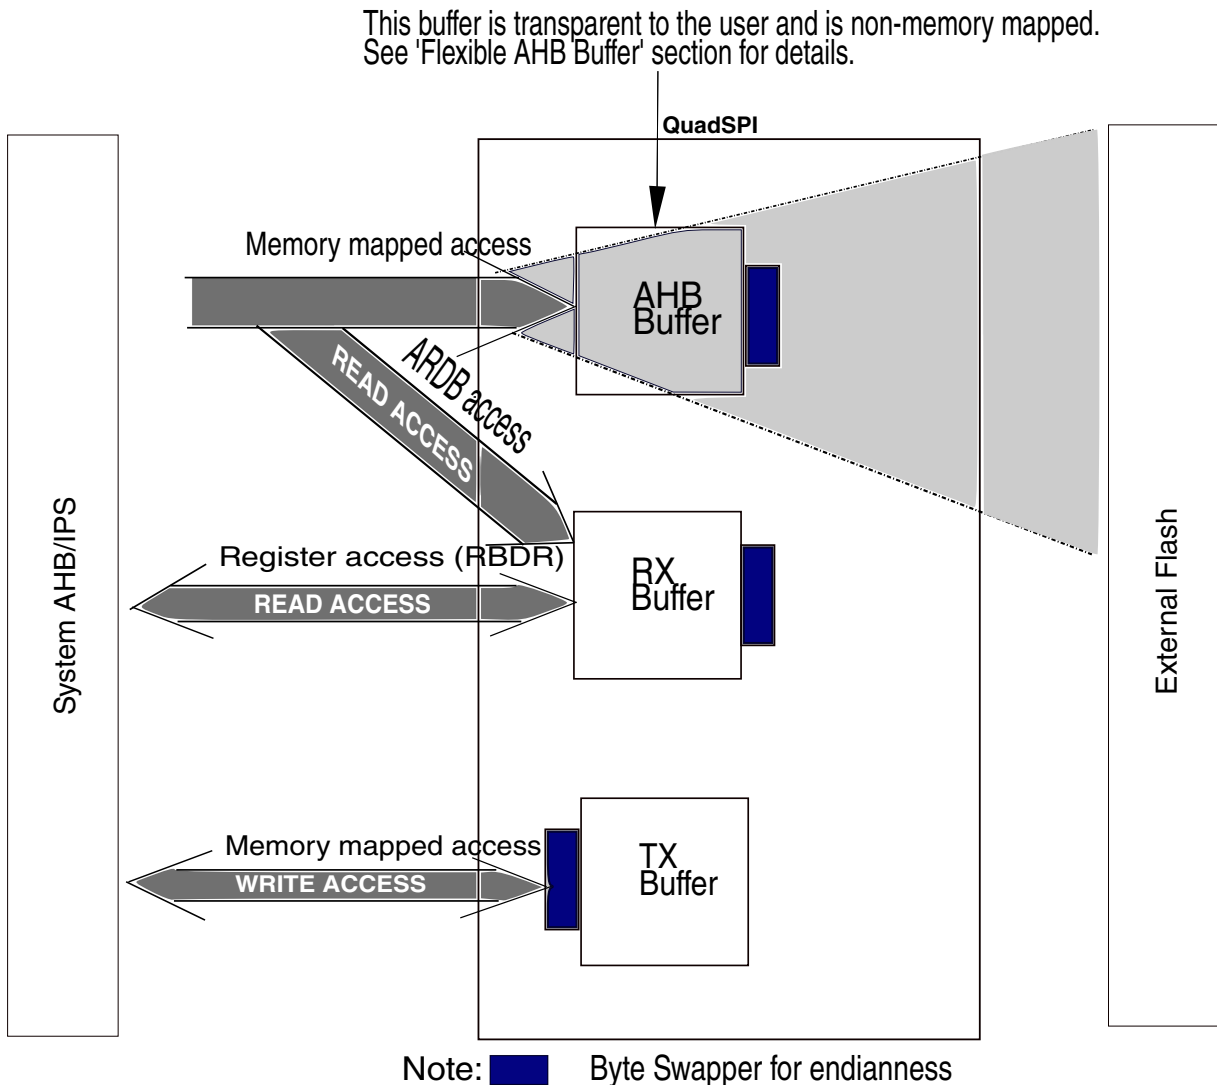 This buffer is transparent to the user and is non-memory mapped.
See 'Flexible AHB Buffer' section for details.
QuadSPI
Memory mapped access
AHB
Buffer
ARDB access
READ ACCESS
Register access (RBDR)
READ ACCESS
RX
Buffer
System AHB/IPS
External Flash
Memory mapped access
WRITE ACCESS
TX
Buffer
Note:
Byte Swapper for endianness